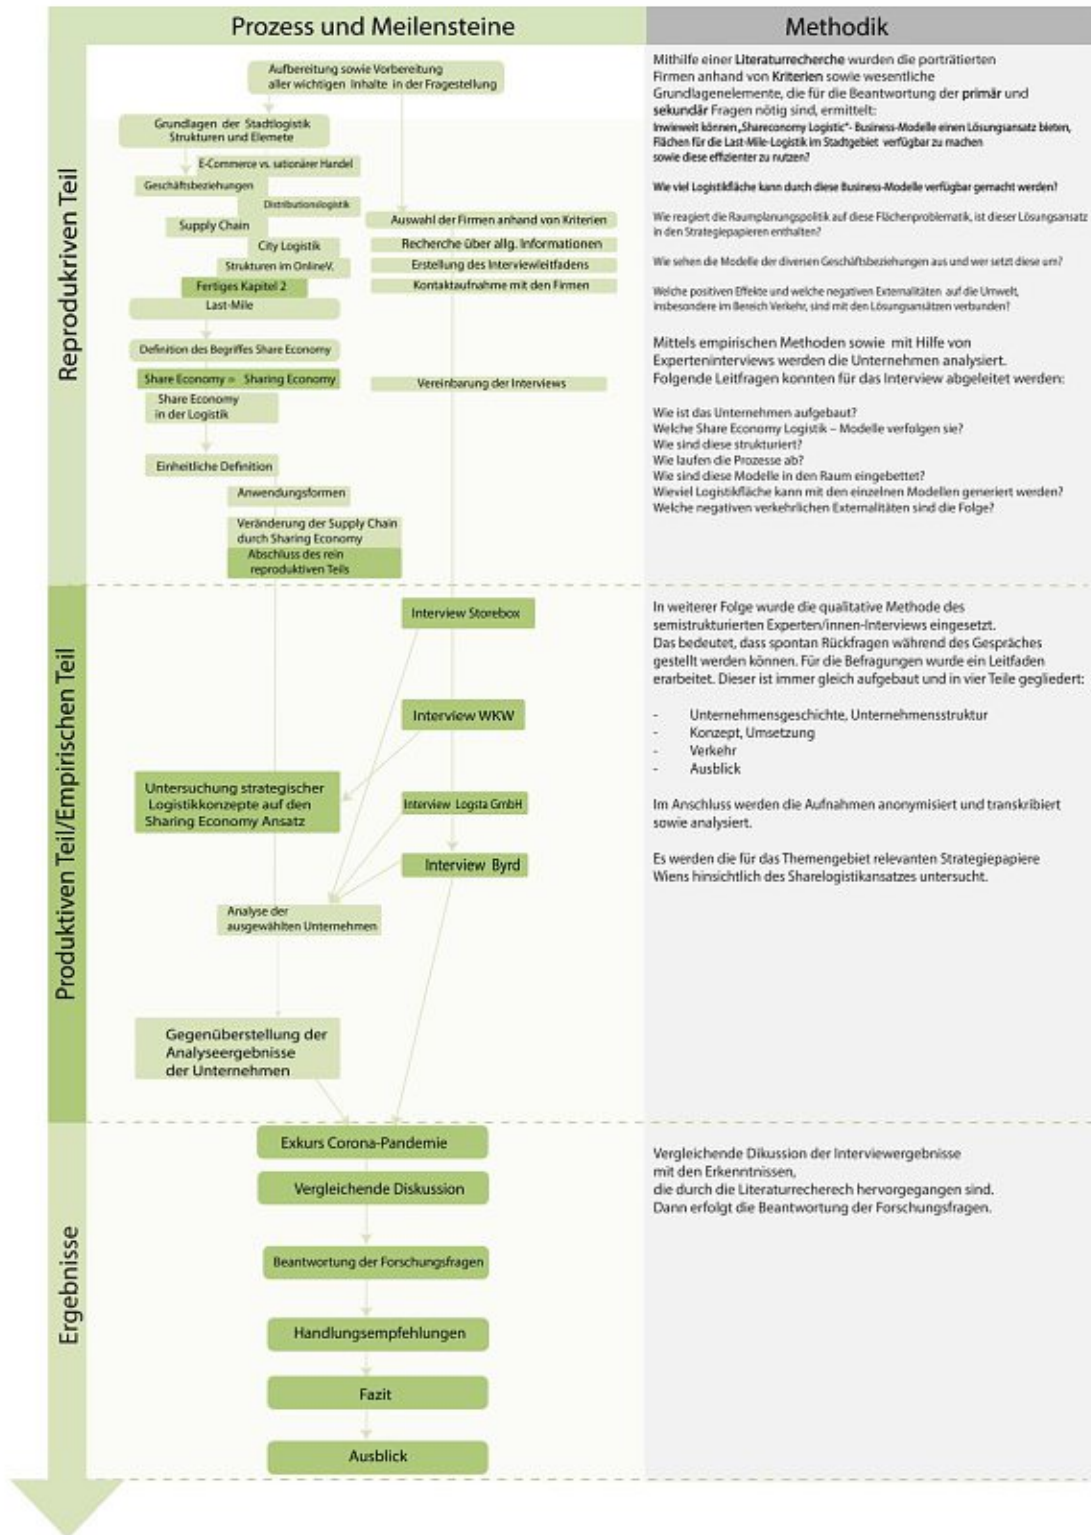 Prozess und Meilensteine
Methodik
Reprodukriven Teil
Aufbereitung sowie Vorbereitung
aller wichtigen Inhalte in der Fragestellung
Grundlagen der Stadtlogistik
Strukturen und Elemete
E-Commerce vs. sationärer Handel
Geschäftsbeziehungen
Distributionslogistik
Supply Chain
City Logistik
Strukturen im OnlineV.
Fertiges Kapitel 2
Last-Mile
Definition des Begriffes Share Economy
Share Economy = Sharing Economy
Share Economy
in der Logistik
Einheitliche Definition
Anwendungsformen
Veränderung der Supply Chain
durch Sharing Economy
Abschluss des rein
reproduktiven Teils
Auswahl der Firmen anhand von Kriterien
Recherche über allg. Informationen
Erstellung des Interviewleitfadens
Kontaktaufnahme mit den Firmen
Vereinbarung der Interviews
Mithilfe einer Literaturrecherche wurden die porträtierten
Firmen anhand von Kriterien sowie wesentliche
Grundlagenelemente, die für die Beantwortung der primär und
sekundär Fragen nötig sind, ermittelt:
Inwieweit können „Shareconomy Logistic"- Business-Modelle einen Lösungsansatz bieten,
Flächen für die Last-Mile-Logistik im Stadtgebiet verfügbar zu machen
sowie diese effizienter zu nutzen?
Wie viel Logistikfläche kann durch diese Business-Modelle verfügbar gemacht werden?
Wie reagiert die Raumplanungspolitik auf diese Flächenproblematik, ist dieser Lösungsansatz
in den Strategiepapieren enthalten?
Wie sehen die Modelle der diversen Geschäftsbeziehungen aus und wer setzt diese um?
Welche positiven Effekte und welche negativen Externalitäten auf die Umwelt,
insbesondere im Bereich Verkehr, sind mit den Lösungsansätzen verbunden?
Mittels empirischen Methoden sowie mit Hilfe von
Experteninterviews werden die Unternehmen analysiert.
Folgende Leitfragen konnten für das Interview abgeleitet werden:
Wie ist das Unternehmen aufgebaut?
Welche Share Economy Logistik – Modelle verfolgen sie?
Wie sind diese strukturiert?
Wie laufen die Prozesse ab?
Wie sind diese Modelle in den Raum eingebettet?
Wieviel Logistikfläche kann mit den einzelnen Modellen generiert werden?
Welche negativen verkehrlichen Externalitäten sind die Folge?
Produktiven Teil/Empirischen Teil
Interview Storebox
Interview WKW
Untersuchung strategischer
Logistikkonzepte auf den
Sharing Economy Ansatz
Interview Logsta GmbH
Interview Byrd
Analyse der
ausgewählten Unternehmen
Gegenüberstellung der
Analyseergebnisse
der Unternehmen
In weiterer Folge wurde die qualitative Methode des
semistrukturierten Experten/innen-Interviews eingesetzt.
Das bedeutet, dass spontan Rückfragen während des Gespräches
gestellt werden können. Für die Befragungen wurde ein Leitfaden
erarbeitet. Dieser ist immer gleich aufgebaut und in vier Teile gegliedert:
- Unternehmensgeschichte, Unternehmensstruktur
- Konzept, Umsetzung
- Verkehr
- Ausblick
Im Anschluss werden die Aufnahmen anonymisiert und transkribiert
sowie analysiert.
Es werden die für das Themengebiet relevanten Strategiepapiere
Wiens hinsichtlich des Sharelogistikansatzes untersucht.
Ergebnisse
Exkurs Corona-Pandemie
Vergleichende Diskussion
Beantwortung der Forschungsfragen
Handlungsempfehlungen
Fazit
Ausblick
Vergleichende Dikussion der Interviewergebnisse
mit den Erkenntnissen,
die durch die Literaturrecherech hervorgegangen sind.
Dann erfolgt die Beantwortung der Forschungsfragen.